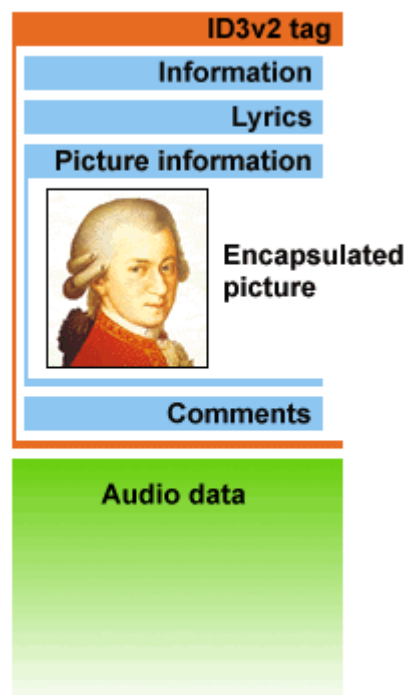 ID3v2 tag
Information
Lyrics
Picture information
Encapsulated
picture
Comments
Audio data